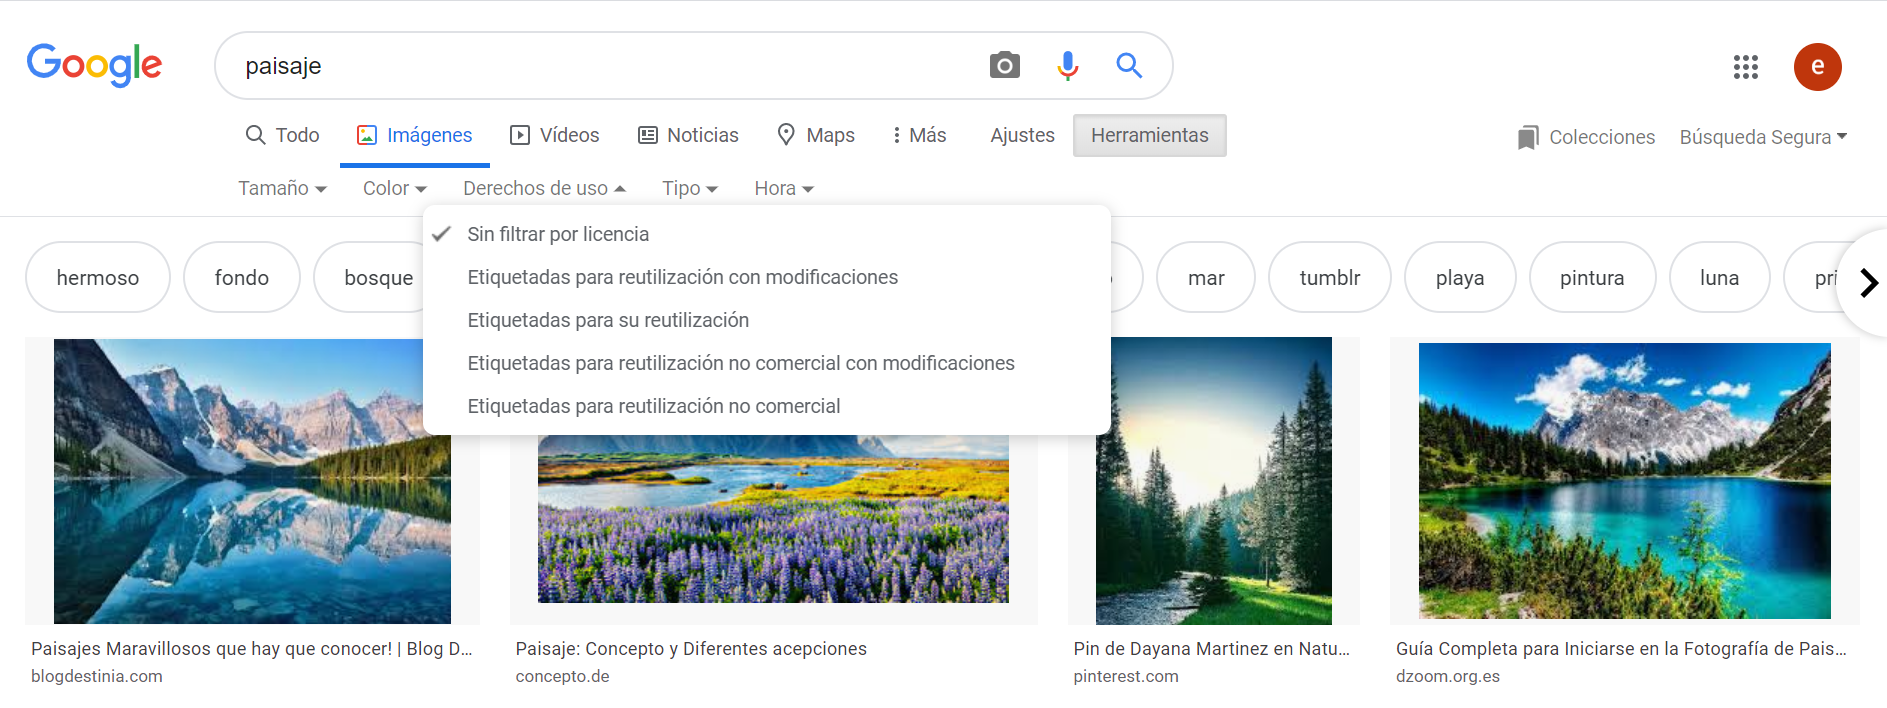 Google
paisaje
e
Todo Imágenes Vídeos Noticias Maps Más Ajustes Herramientas
Colecciones Búsqueda Segura
Tamaño Color Derechos de uso Tipo Hora
Sin filtrar por licencia
Etiquetadas para reutilización con modificaciones
Etiquetadas para su reutilización
Etiquetadas para reutilización no comercial con modificaciones
Etiquetadas para reutilización no comercial
hermoso fondo bosque mar tumblr playa pintura luna pri
Paisajes Maravillosos que hay que conocer! | Blog D...
blogdestinia.com
Paisaje: Concepto y Diferentes acepciones
concepto.de
Pin de Dayana Martinez en Natu...
pinterest.com
Guía Completa para Iniciarse en la Fotografía de Pais...
dzoom.org.es